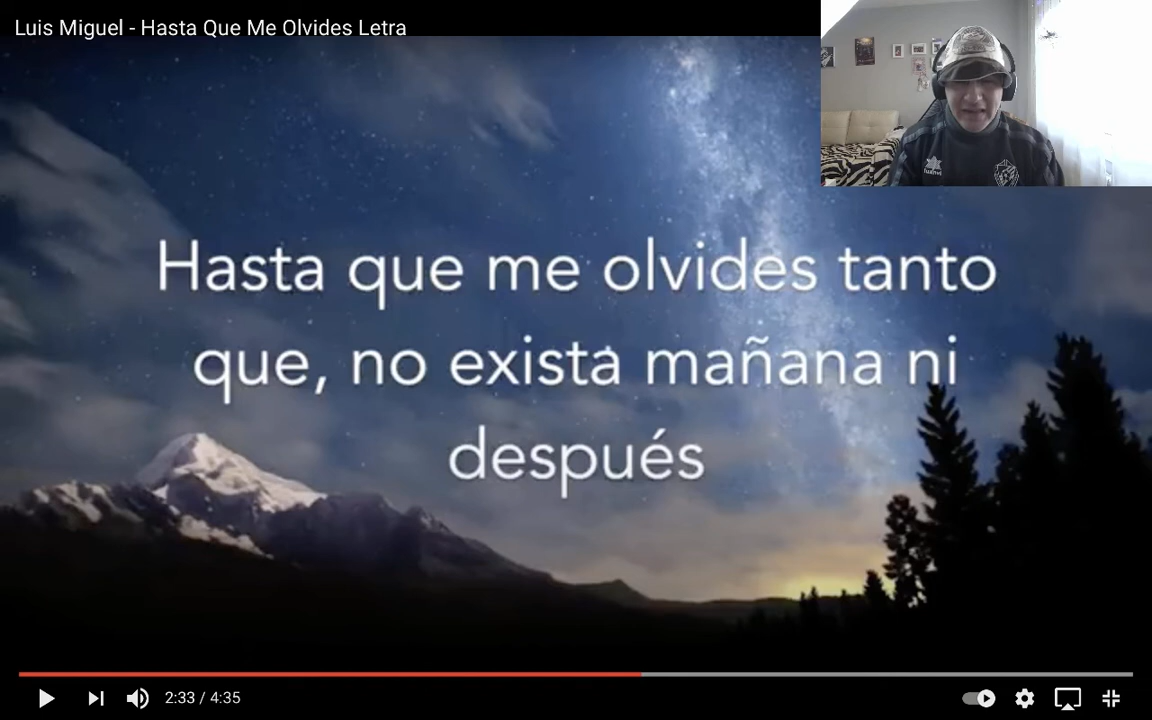 Luis Miguel - Hasta Que Me Olvides Letra
Hasta que me olvides tanto
que, no exista mañana ni
después
2:33 / 4:35